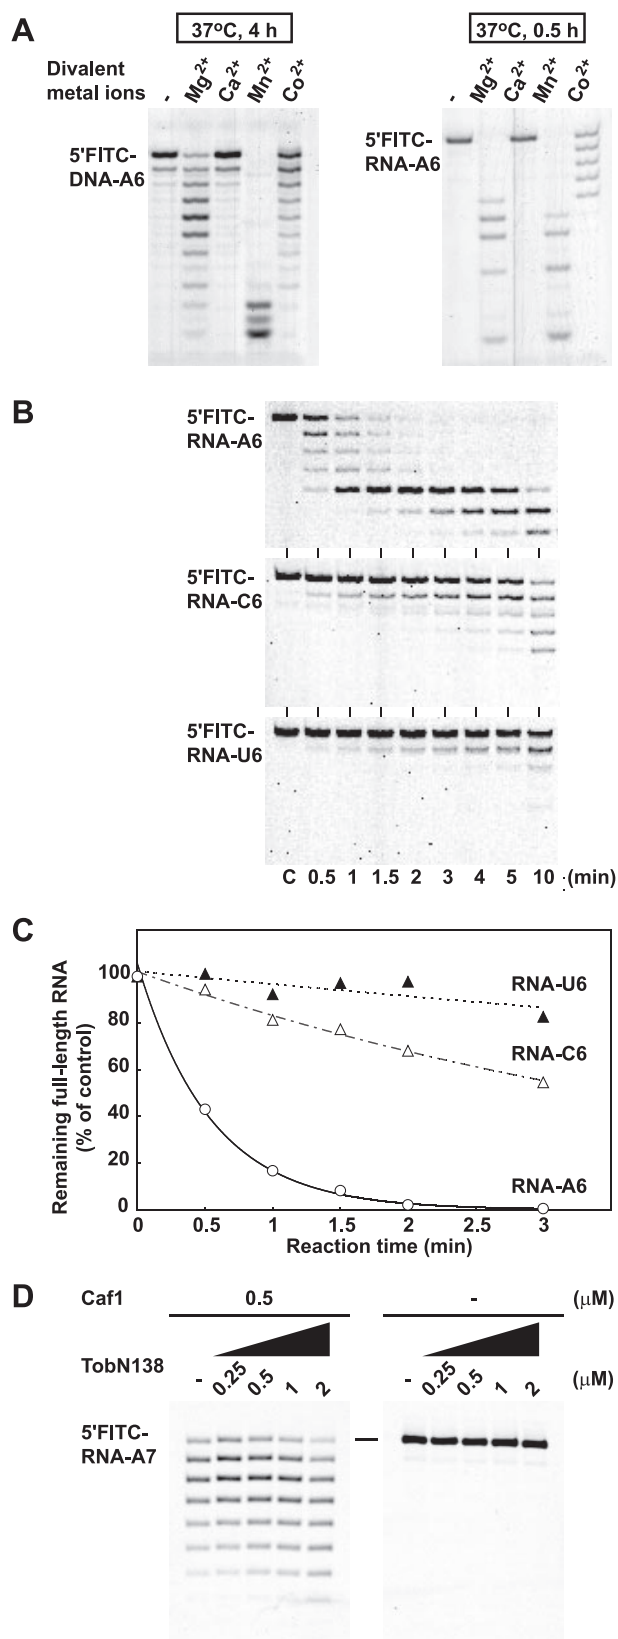 A
37°C, 4 h
37°C, 0.5 h
Divalent metal ions
- Mg2+ Ca2+ Mn2+ Co2+
- Mg2+ Ca2+ Mn2+ Co2+
5'FITC-
DNA-A6
5'FITC-
RNA-A6
B
5'FITC-
RNA-A6
5'FITC-
RNA-C6
5'FITC-
RNA-U6
C 0.5 1 1.5 2 3 4 5 10 (min)
C
Remaining full-length RNA
(% of control)
100
80
60
40
20
0
RNA-U6
RNA-C6
RNA-A6
0 0.5 1 1.5 2 2.5 3
Reaction time (min)
D
Caf1 0.5 - (μM)
TobN138 - 0.25 0.5 1 2 - 0.25 0.5 1 2 (μM)
5'FITC-
RNA-A7